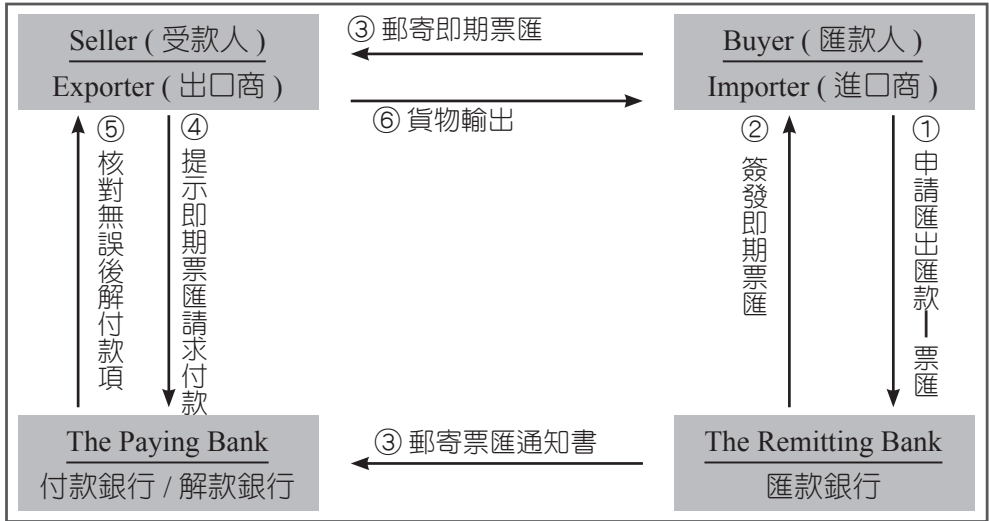 Seller ( 受款人 )
Exporter ( 出口商 )
③ 郵寄即期票匯
⑥ 貨物輸出
Buyer ( 匯款人 )
Importer ( 進口商 )
⑤ 核對無誤後解付款項
④ 提示即期票匯請求付款
② 簽發即期票匯
① 申請匯出匯款—票匯
The Paying Bank
付款銀行 / 解款銀行
③ 郵寄票匯通知書
The Remitting Bank
匯款銀行